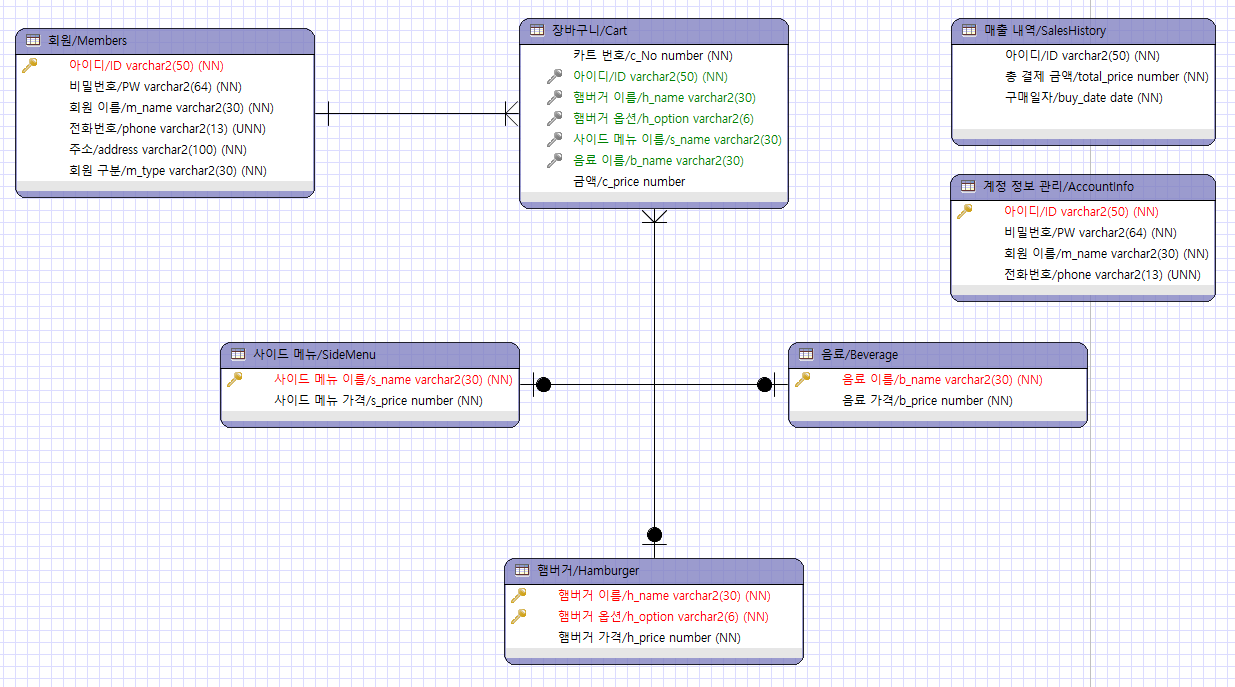 회원/Members
아이디/ID varchar2(50) (NN)
비밀번호/PW varchar2(64) (NN)
회원 이름/m_name varchar2(30) (NN)
전화번호/phone varchar2(13) (UNN)
주소/address varchar2(100) (NN)
회원 구분/m_type varchar2(30) (NN)
장바구니/Cart
카트 번호/c_No number (NN)
아이디/ID varchar2(50) (NN)
햄버거 이름/h_name varchar2(30)
햄버거 옵션/h_option varchar2(6)
사이드 메뉴 이름/s_name varchar2(30)
음료 이름/b_name varchar2(30)
금액/c_price number
매출 내역/SalesHistory
아이디/ID varchar2(50) (NN)
총 결제 금액/total_price number (NN)
구매일자/buy_date date (NN)
계정 정보 관리/AccountInfo
아이디/ID varchar2(50) (NN)
비밀번호/PW varchar2(64) (NN)
회원 이름/m_name varchar2(30) (NN)
전화번호/phone varchar2(13) (UNN)
사이드 메뉴/SideMenu
사이드 메뉴 이름/s_name varchar2(30) (NN)
사이드 메뉴 가격/s_price number (NN)
음료/Beverage
음료 이름/b_name varchar2(30) (NN)
음료 가격/b_price number (NN)
햄버거/Hamburger
햄버거 이름/h_name varchar2(30) (NN)
햄버거 옵션/h_option varchar2(6) (NN)
햄버거 가격/h_price number (NN)